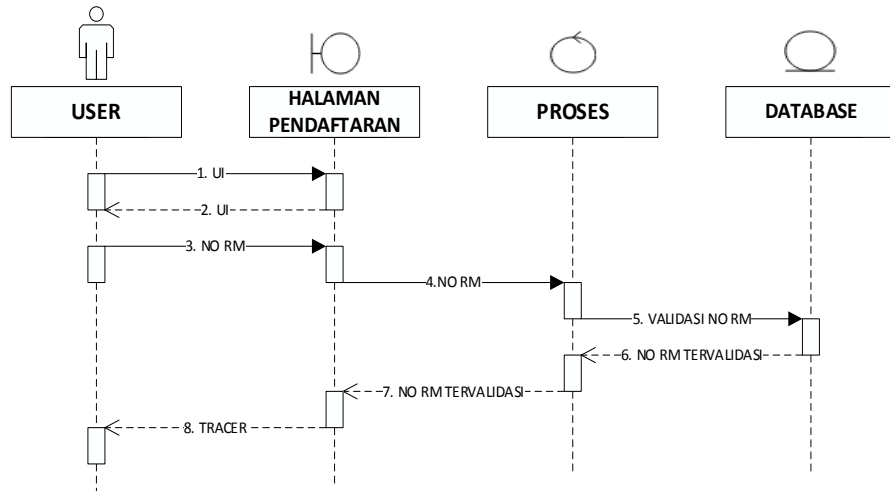 USER
HALAMAN
PENDAFTARAN
PROSES
DATABASE
1. UI
2. UI
3. NO RM
4.NO RM
5. VALIDASI NO RM
6. NO RM TERVALIDASI
7. NO RM TERVALIDASI
8. TRACER